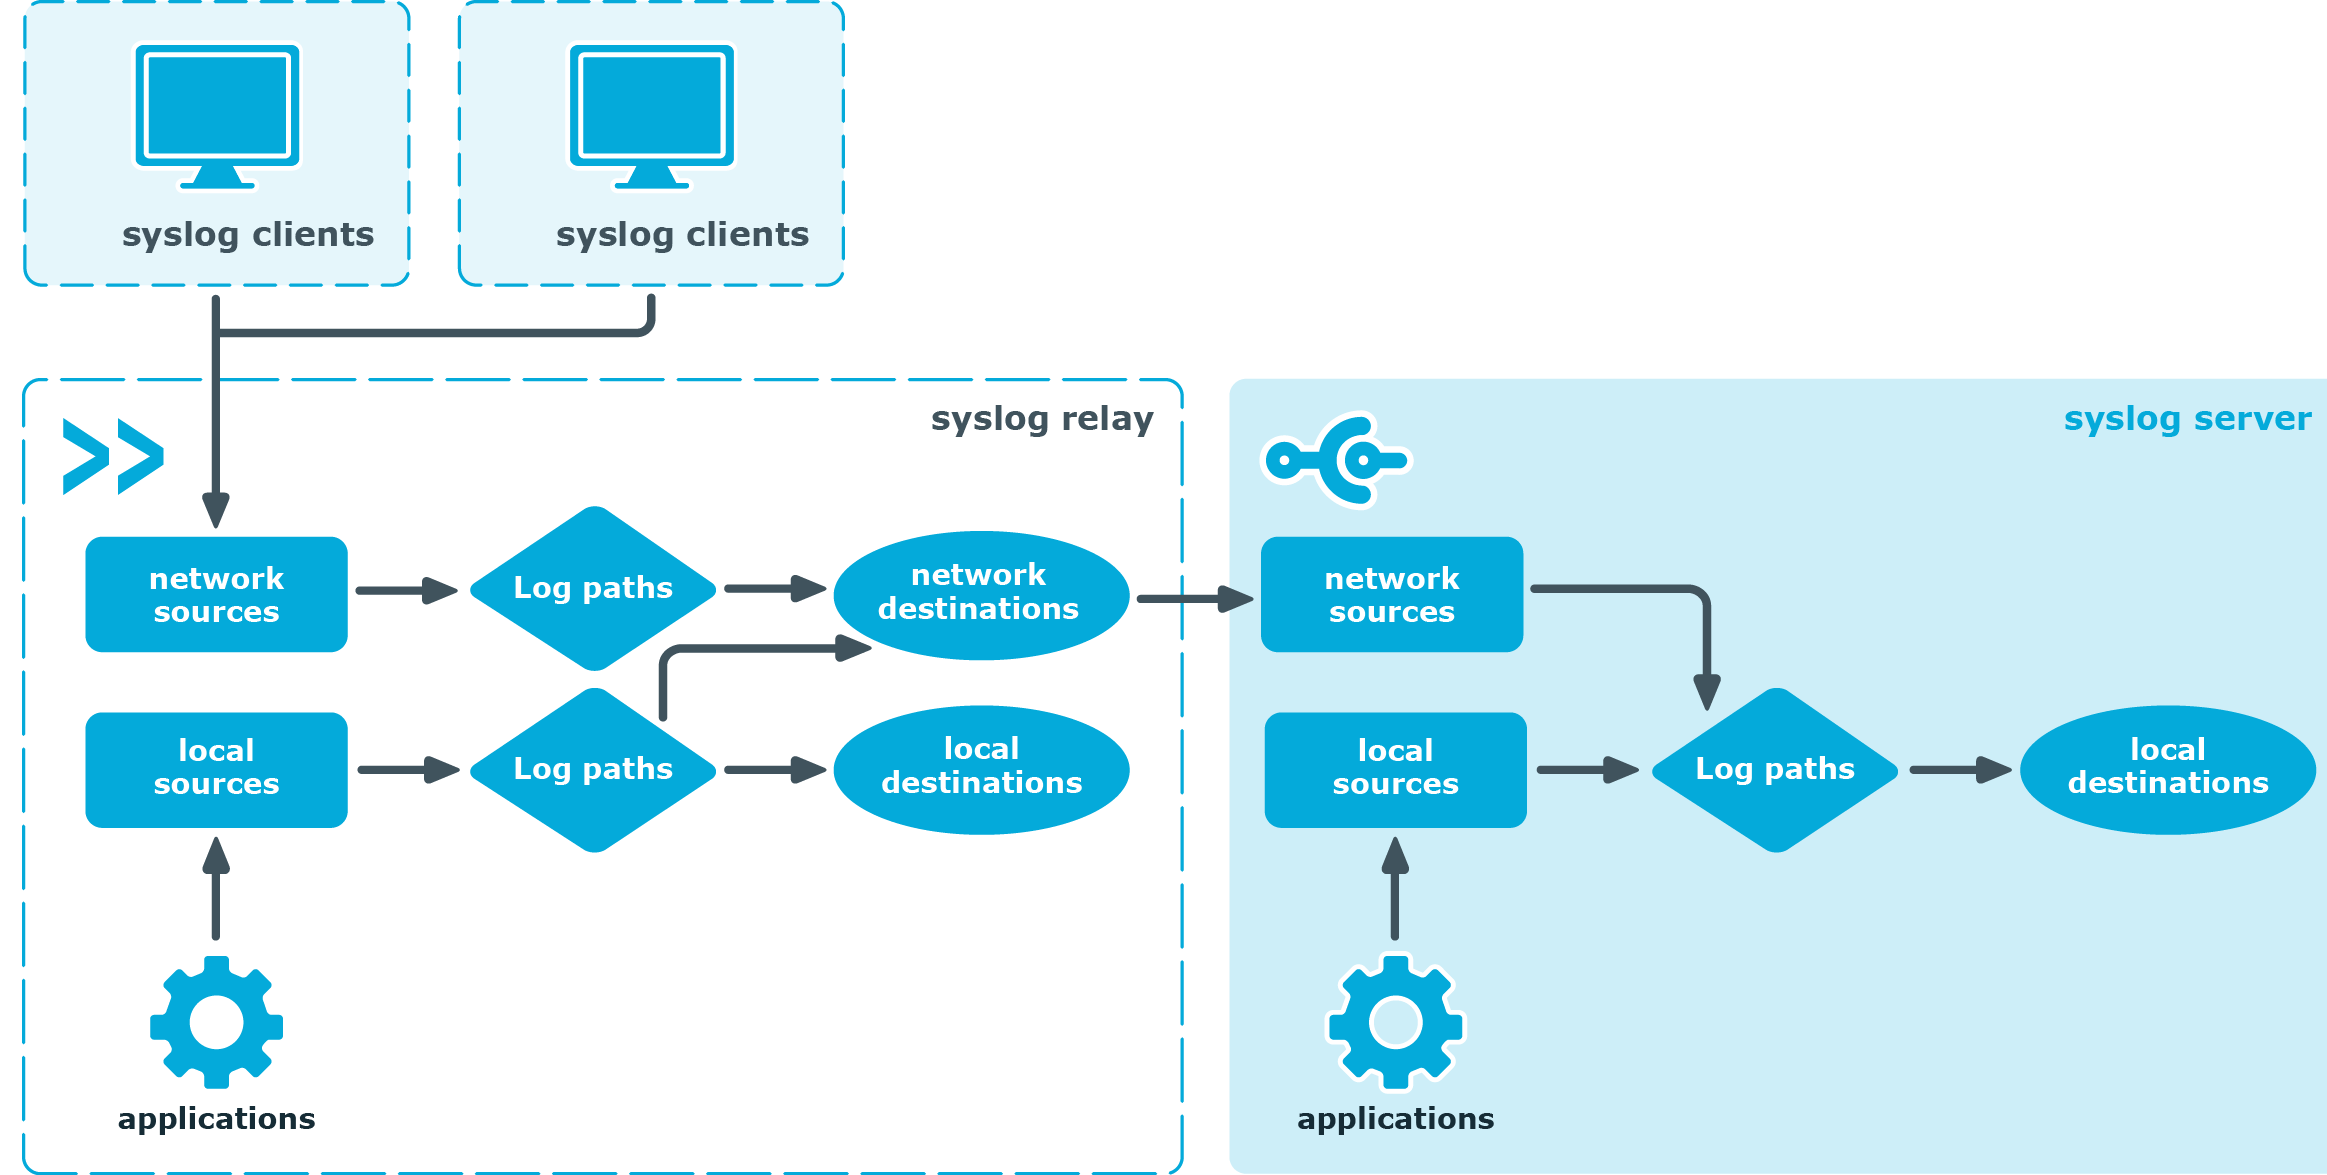 syslog clients
syslog clients
syslog relay
syslog server
network
sources
Log paths
network
destinations
network
sources
local
sources
Log paths
local
destinations
local
sources
Log paths
local
destinations
applications
applications